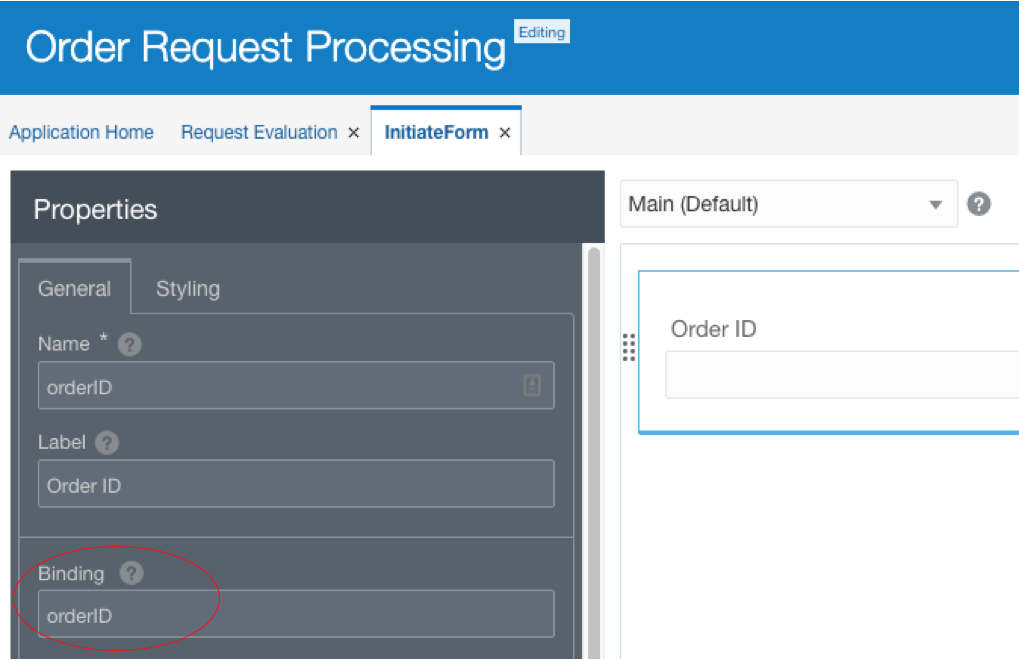 Order Request Processing Editing
Application Home Request Evaluation × InitiateForm ×
Properties
Main (Default) ?
General Styling
Name * ?
orderID
Label ?
Order ID
Binding ?
orderID
Order ID